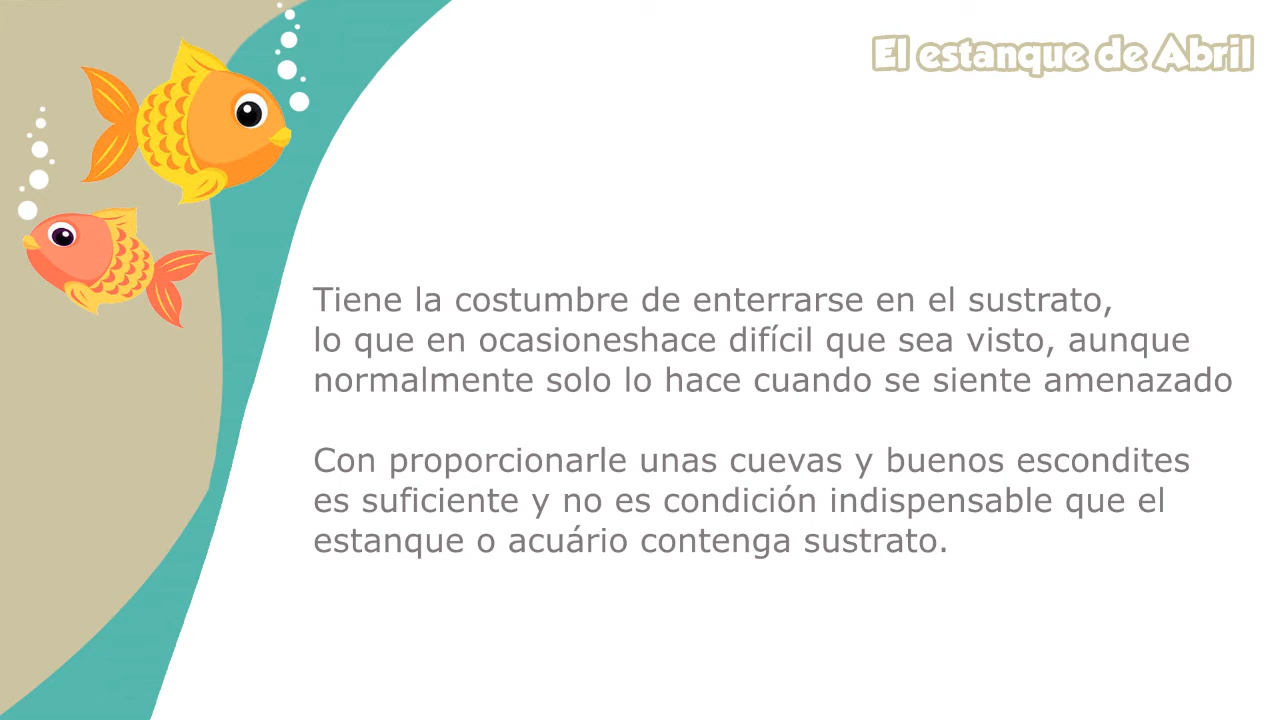 El estanque de Abril
Tiene la costumbre de enterrarse en el sustrato,
lo que en ocasioneshace difícil que sea visto, aunque
normalmente solo lo hace cuando se siente amenazado
Con proporcionarle unas cuevas y buenos escondites
es suficiente y no es condición indispensable que el
estanque o acuário contenga sustrato.